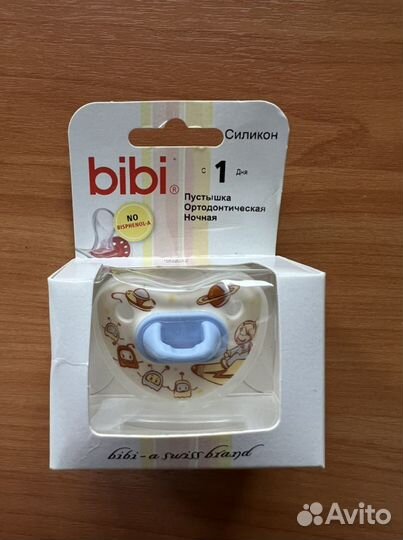 Силикон
bibi®
с 1 Дня
Пустышка
Ортодонтическая
Ночная
NO
BISPHENOL-A
bibi - a swiss brand
Avito